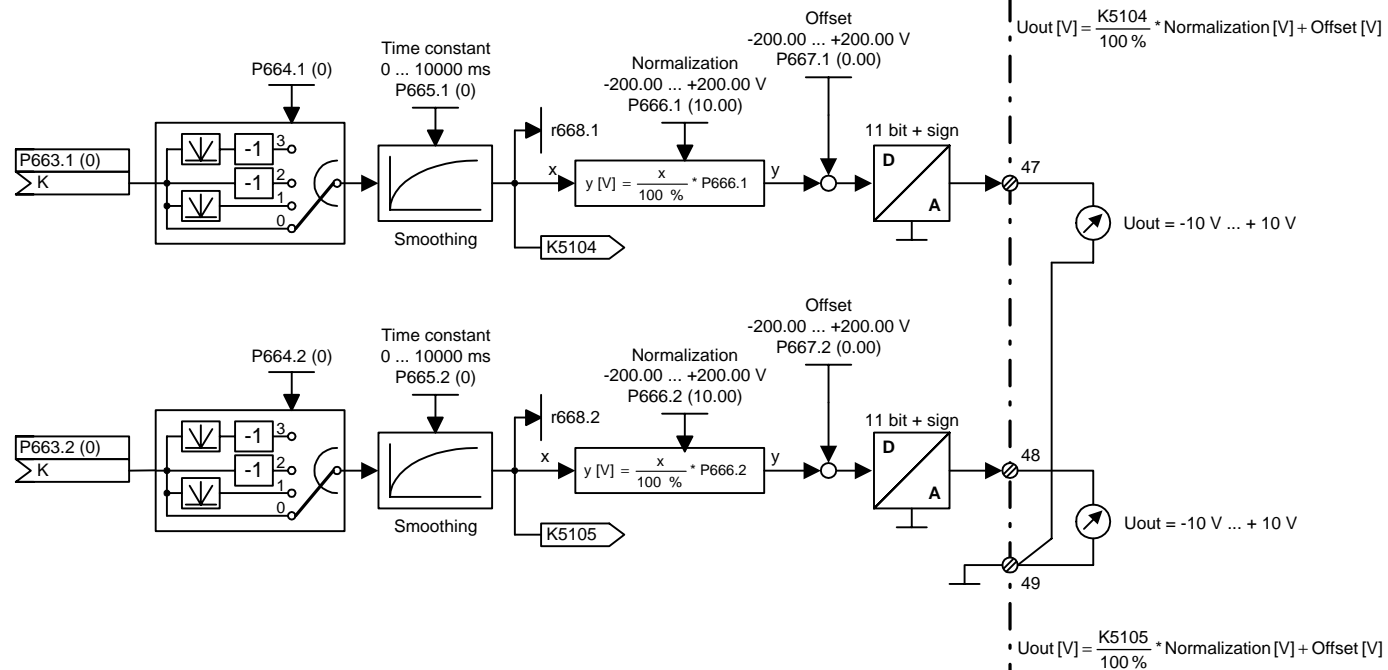 Uout [V] = K5104 / 100 % * Normalization [V] + Offset [V]
Offset
-200.00 ... +200.00 V
P667.1 (0.00)
Time constant
0 ... 10000 ms
P665.1 (0)
Normalization
-200.00 ... +200.00 V
P666.1 (10.00)
P664.1 (0)
r668.1
11 bit + sign
P663.1 (0)
K
-1
3
-1
2
1
0
x
y [V] = x / 100 % * P666.1
y
D
A
47
Smoothing
K5104
Uout = -10 V ... + 10 V
Offset
-200.00 ... +200.00 V
P667.2 (0.00)
Time constant
0 ... 10000 ms
P665.2 (0)
Normalization
-200.00 ... +200.00 V
P666.2 (10.00)
P664.2 (0)
r668.2
11 bit + sign
P663.2 (0)
K
-1
3
-1
2
1
0
x
y [V] = x / 100 % * P666.2
y
D
A
48
Smoothing
K5105
Uout = -10 V ... + 10 V
49
Uout [V] = K5105 / 100 % * Normalization [V] + Offset [V]